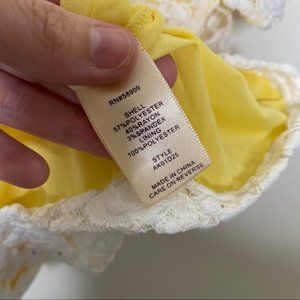 RN#58909
SHELL
57%POLYESTER
40%RAYON
3%SPANDEX
LINING
100%POLYESTER
STYLE
AK01D25
MADE IN CHINA
CARE ON REVERSE